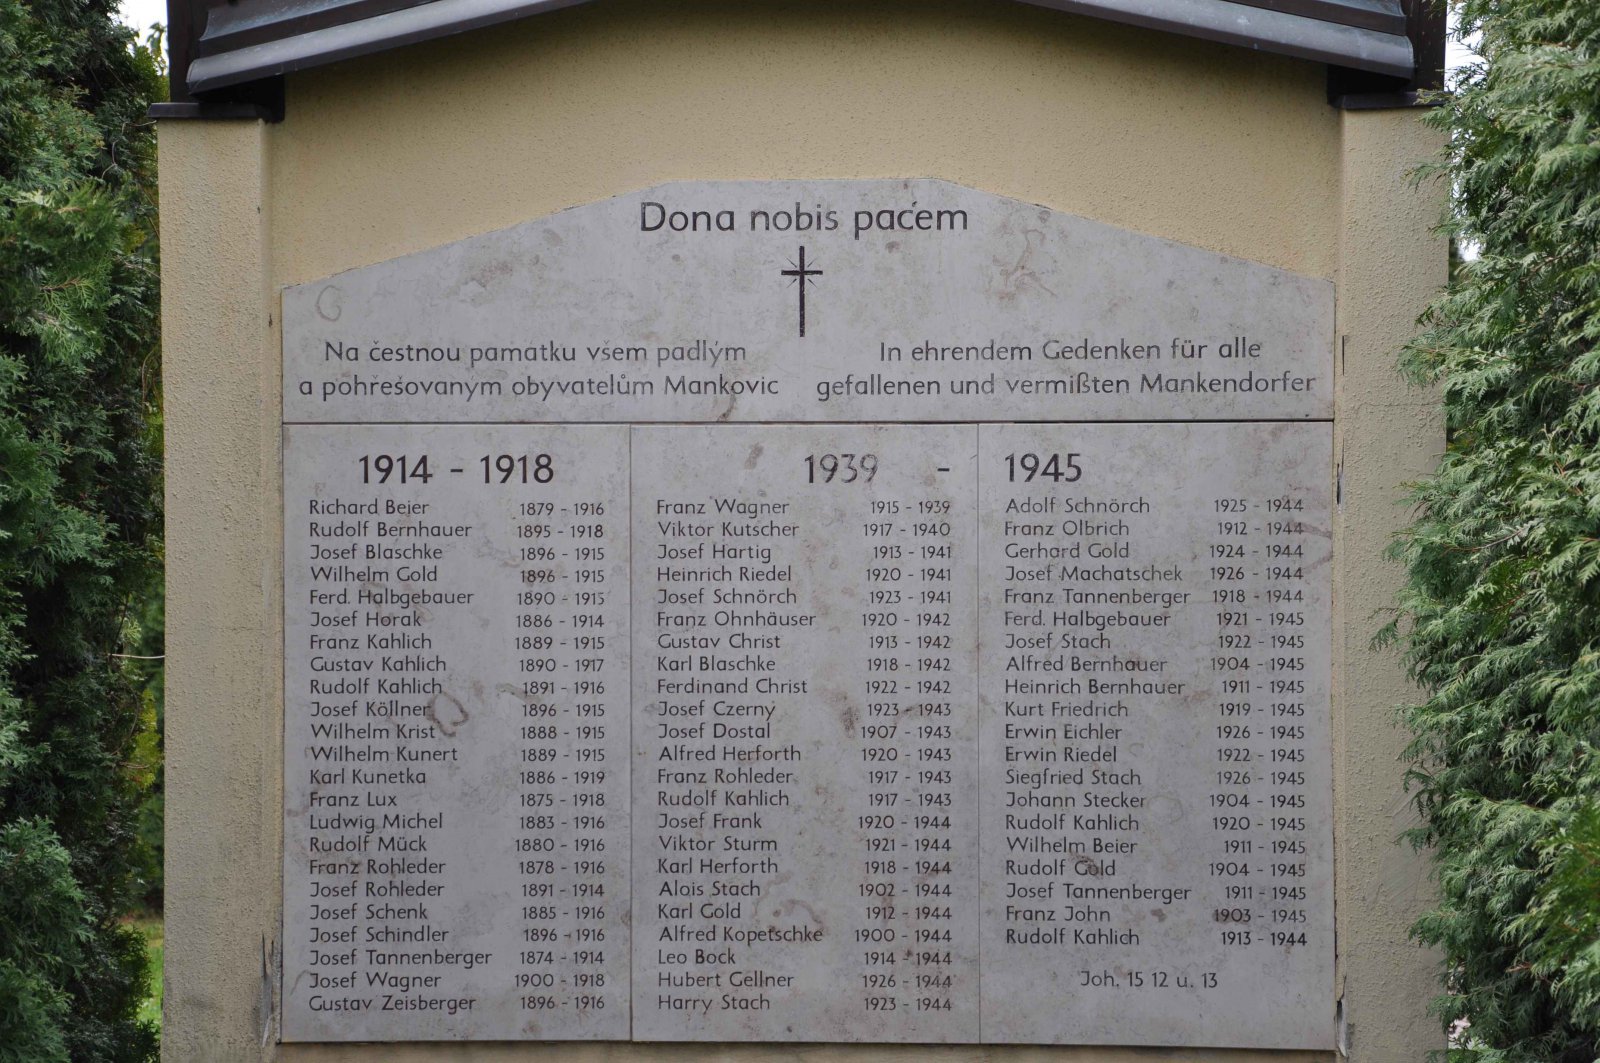 Dona nobis paćem
Na čestnou pamatku všem padlým
a pohřešovanym obyvatelům Mankovic
In ehrendem Gedenken für alle
gefallenen und vermißten Mankendorfer
1914 - 1918
Richard Bejer 1879 - 1916
Rudolf Bernhauer 1895 - 1918
Josef Blaschke 1896 - 1915
Wilhelm Gold 1896 - 1915
Ferd. Halbgebauer 1890 - 1915
Josef Horak 1886 - 1914
Franz Kahlich 1889 - 1915
Gustav Kahlich 1890 - 1917
Rudolf Kahlich 1891 - 1916
Josef Köllner 1896 - 1915
Wilhelm Krist 1888 - 1915
Wilhelm Kunert 1889 - 1915
Karl Kunetka 1886 - 1919
Franz Lux 1875 - 1918
Ludwig Michel 1883 - 1916
Rudolf Mück 1880 - 1916
Franz Rohleder 1878 - 1916
Josef Rohleder 1891 - 1914
Josef Schenk 1885 - 1916
Josef Schindler 1896 - 1916
Josef Tannenberger 1874 - 1914
Josef Wagner 1900 - 1918
Gustav Zeisberger 1896 - 1916
1939 - 1945
Franz Wagner 1915 - 1939
Viktor Kutscher 1917 - 1940
Josef Hartig 1913 - 1941
Heinrich Riedel 1920 - 1941
Josef Schnörch 1923 - 1941
Franz Ohnhäuser 1920 - 1942
Gustav Christ 1913 - 1942
Karl Blaschke 1918 - 1942
Ferdinand Christ 1922 - 1942
Josef Czerny 1923 - 1943
Josef Dostal 1907 - 1943
Alfred Herforth 1920 - 1943
Franz Rohleder 1917 - 1943
Rudolf Kahlich 1917 - 1943
Josef Frank 1920 - 1944
Viktor Sturm 1921 - 1944
Karl Herforth 1918 - 1944
Alois Stach 1902 - 1944
Karl Gold 1912 - 1944
Alfred Kopetschke 1900 - 1944
Leo Bock 1914 - 1944
Hubert Gellner 1926 - 1944
Harry Stach 1923 - 1944
Adolf Schnörch 1925 - 1944
Franz Olbrich 1912 - 1944
Gerhard Gold 1924 - 1944
Josef Machatschek 1926 - 1944
Franz Tannenberger 1918 - 1944
Ferd. Halbgebauer 1921 - 1945
Josef Stach 1922 - 1945
Alfred Bernhauer 1904 - 1945
Heinrich Bernhauer 1911 - 1945
Kurt Friedrich 1919 - 1945
Erwin Eichler 1926 - 1945
Erwin Riedel 1922 - 1945
Siegfried Stach 1926 - 1945
Johann Stecker 1904 - 1945
Rudolf Kahlich 1920 - 1945
Wilhelm Beier 1911 - 1945
Rudolf Gold 1904 - 1945
Josef Tannenberger 1911 - 1945
Franz John 1903 - 1945
Rudolf Kahlich 1913 - 1944
Joh. 15 12 u. 13